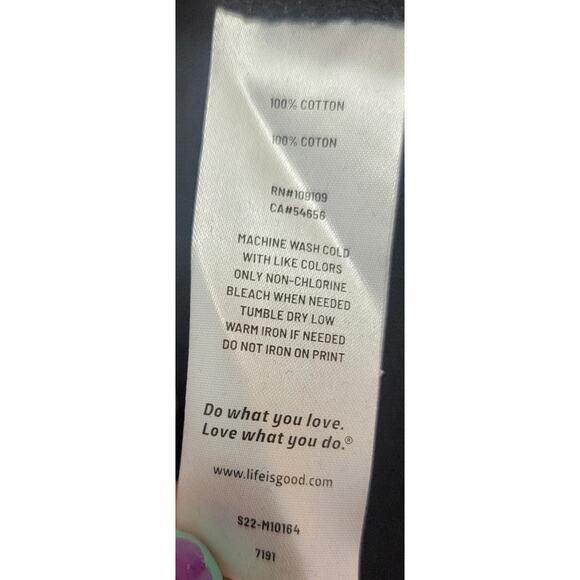 100% COTTON
100% COTON
RN#109109
CA#54656
MACHINE WASH COLD
WITH LIKE COLORS
ONLY NON-CHLORINE
BLEACH WHEN NEEDED
TUMBLE DRY LOW
WARM IRON IF NEEDED
DO NOT IRON ON PRINT
Do what you love.
Love what you do.®
www.lifeisgood.com
S22-M10164
7191